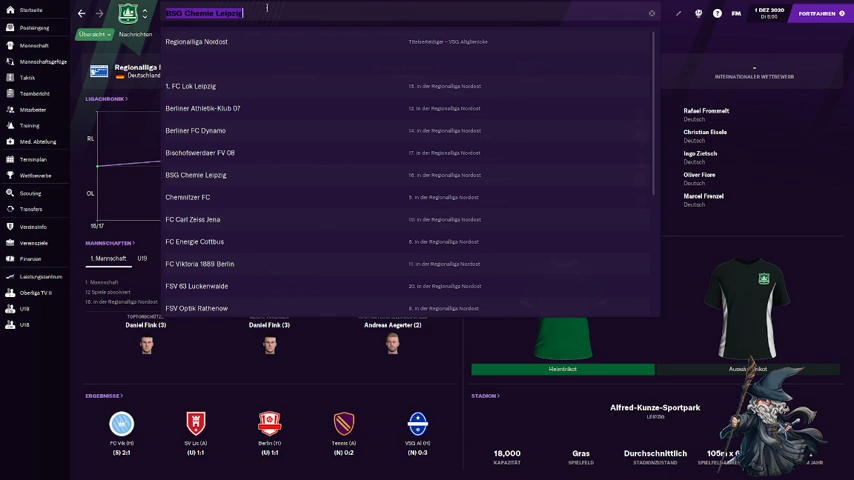 Startseite
Posteingang
Mannschaft
Mannschaftsgefüge
Taktik
Teambericht
Mitarbeiter
Training
Med. Abteilung
Terminplan
Wettbewerbe
Scouting
Transfers
Vereinsinfo
Vereinsziele
Finanzen
Leistungszentrum
Oberliga TV II
U19
U18
BSG Chemie Leipzig
FM
1 DEZ 2020
Di 8:00
FORTFAHREN
Übersicht
Nachrichten
Regionalliga N
Deutschland
LIGACHRONIK
RL
OL
16/17
Regionalliga Nordost
Titelverteidiger - VSG Altglienicke
1. FC Lok Leipzig
15. in der Regionalliga Nordost
Berliner Athletik-Klub 07
12. in der Regionalliga Nordost
Berliner FC Dynamo
14. in der Regionalliga Nordost
Bischofswerdaer FV 08
17. in der Regionalliga Nordost
BSG Chemie Leipzig
16. in der Regionalliga Nordost
Chemnitzer FC
5. in der Regionalliga Nordost
FC Carl Zeiss Jena
10. in der Regionalliga Nordost
FC Energie Cottbus
6. in der Regionalliga Nordost
FC Viktoria 1889 Berlin
11. in der Regionalliga Nordost
FSV 63 Luckenwalde
20. in der Regionalliga Nordost
FSV Optik Rathenow
8. in der Regionalliga Nordost
-
INTERNATIONALER WETTBEWERB
Rafael Frommelt
Deutsch
Christian Eisele
Deutsch
Ingo Zietsch
Deutsch
Oliver Fiore
Deutsch
Marcel Frenzel
Deutsch
MANNSCHAFTEN
1. Mannschaft
U19
1. Mannschaft
12 Spiele absolviert
16. in der Regionalliga Nordost
Daniel Fink (3)
Daniel Fink (3)
Andreas Aegerter (2)
Heimtrikot
ERGEBNISSE
FC Vik (H)
(S) 2:1
SV Lic (A)
(U) 1:1
Berlin (H)
(U) 1:1
Tennis (A)
(N) 0:2
VSG Al (H)
(N) 0:3
STADION
Alfred-Kunze-Sportpark
LEIPZIG
18,000
KAPAZITÄT
Gras
SPIELFELD
Durchschnittlich
STADIONZUSTAND